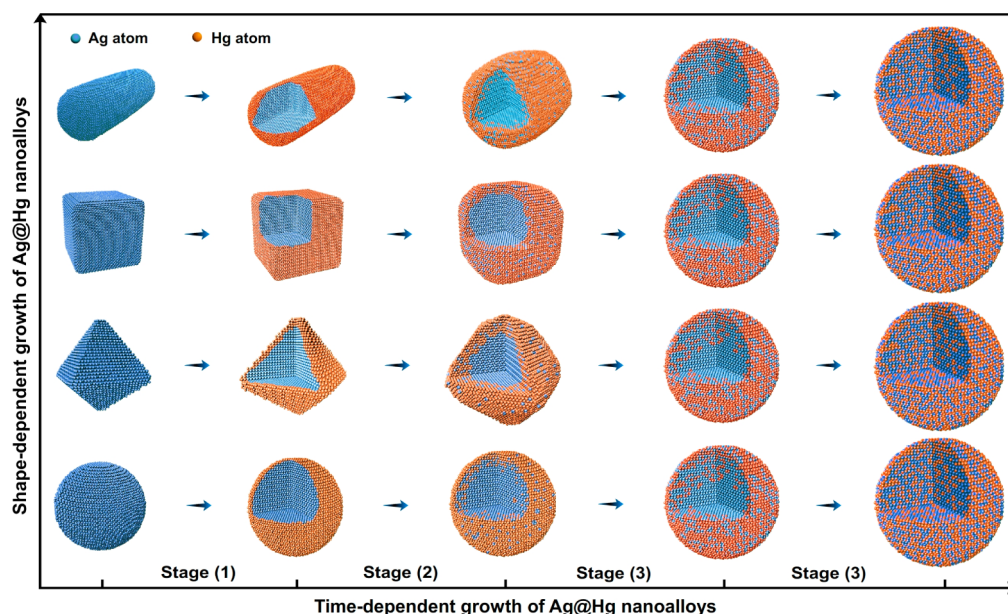 Ag atom
Hg atom
Shape-dependent growth of Ag@Hg nanoalloys
Stage (1)
Stage (2)
Stage (3)
Stage (3)
Time-dependent growth of Ag@Hg nanoalloys